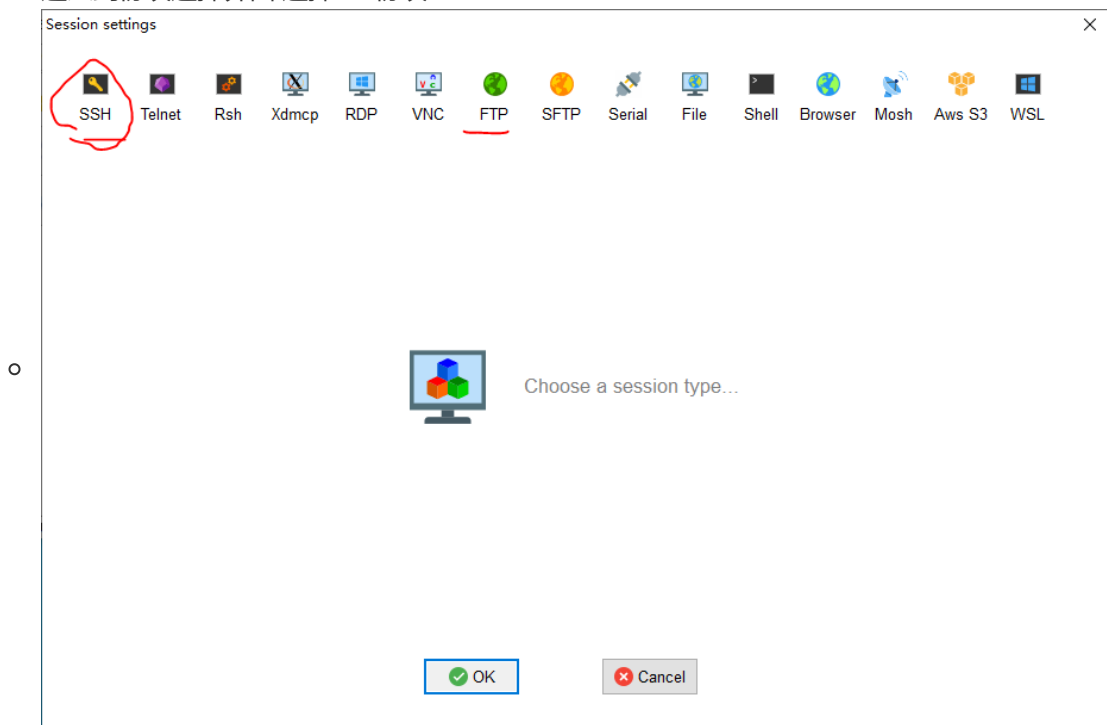 Session settings
SSH Telnet Rsh Xdmcp RDP VNC FTP SFTP Serial File Shell Browser Mosh Aws S3 WSL
Choose a session type...
OK Cancel